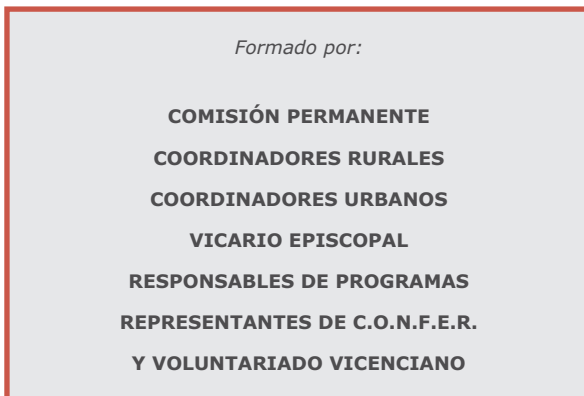 Formado por:
COMISIÓN PERMANENTE
COORDINADORES RURALES
COORDINADORES URBANOS
VICARIO EPISCOPAL
RESPONSABLES DE PROGRAMAS
REPRESENTANTES DE C.O.N.F.E.R.
Y VOLUNTARIADO VICENCIANO